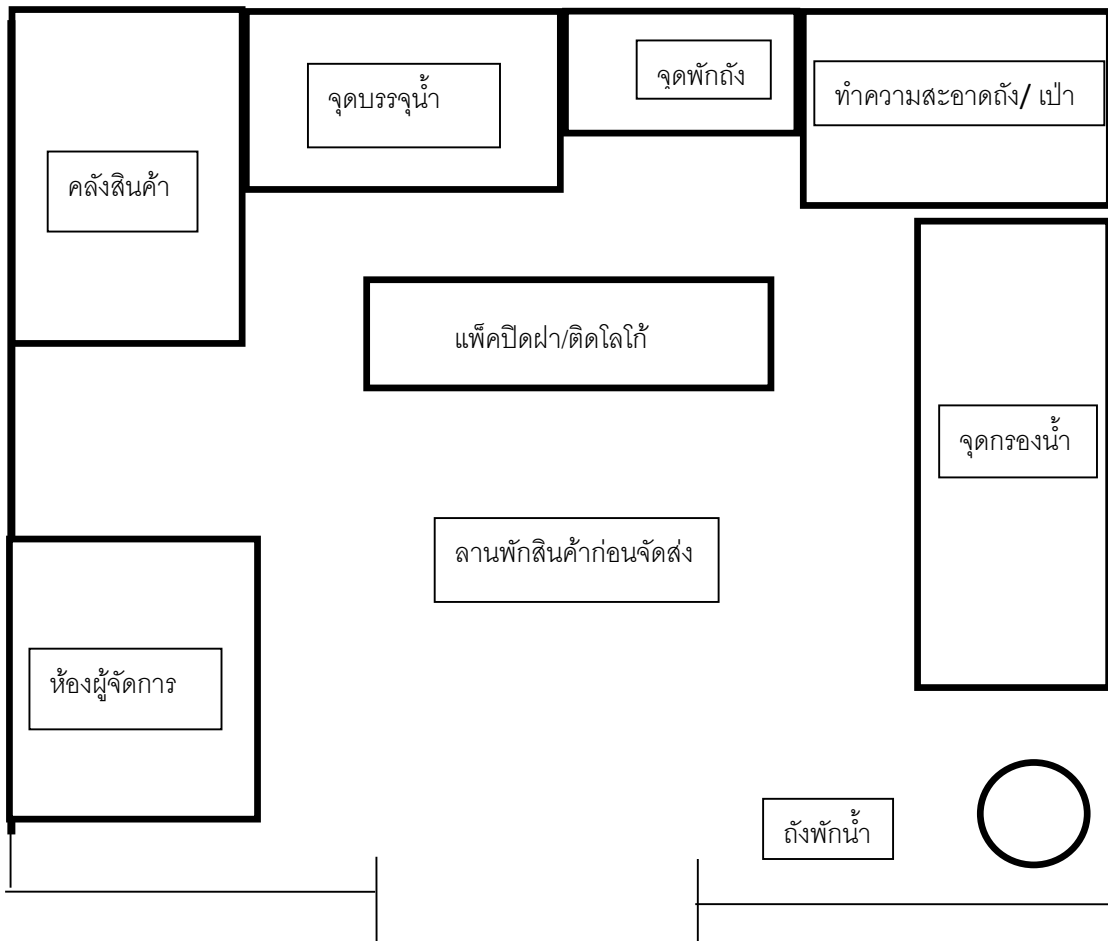 จุดบรรจุน้ำ
จุดพักถัง
ทำความสะอาดถัง/ เป่า
คลังสินค้า
แพ็คปิดฝา/ติดโลโก้
จุดกรองน้ำ
ลานพักสินค้าก่อนจัดส่ง
ห้องผู้จัดการ
ถังพักน้ำ